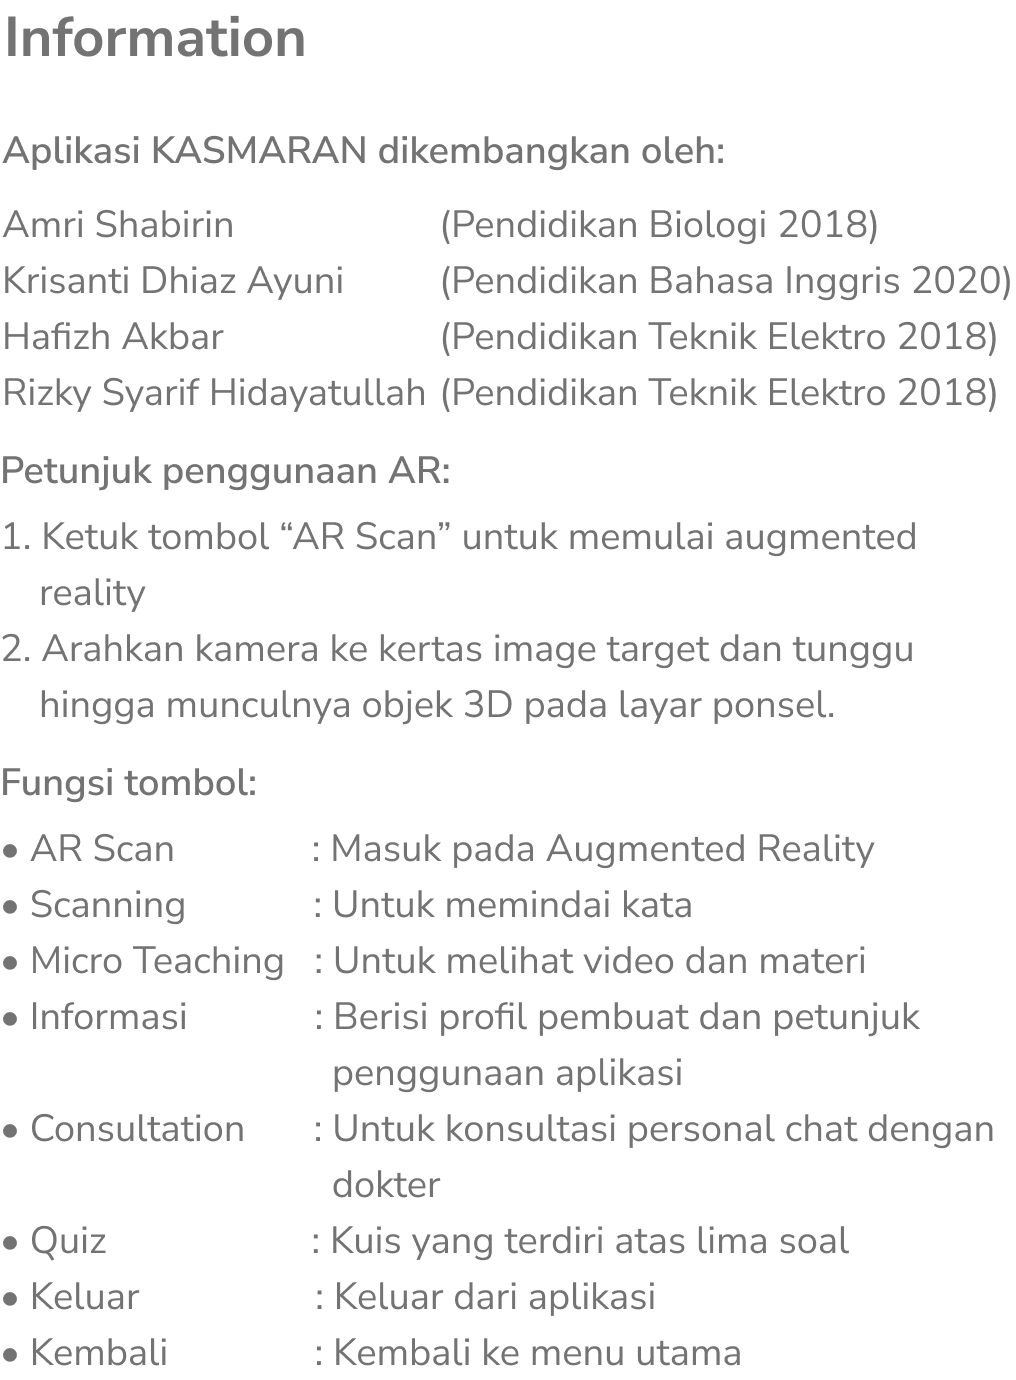 Information
Aplikasi KASMARAN dikembangkan oleh:
Amri Shabirin (Pendidikan Biologi 2018)
Krisanti Dhiaz Ayuni (Pendidikan Bahasa Inggris 2020)
Hafizh Akbar (Pendidikan Teknik Elektro 2018)
Rizky Syarif Hidayatullah (Pendidikan Teknik Elektro 2018)
Petunjuk penggunaan AR:
1. Ketuk tombol “AR Scan” untuk memulai augmented
reality
2. Arahkan kamera ke kertas image target dan tunggu
hingga munculnya objek 3D pada layar ponsel.
Fungsi tombol:
• AR Scan : Masuk pada Augmented Reality
• Scanning : Untuk memindai kata
• Micro Teaching : Untuk melihat video dan materi
• Informasi : Berisi profil pembuat dan petunjuk
penggunaan aplikasi
• Consultation : Untuk konsultasi personal chat dengan
dokter
• Quiz : Kuis yang terdiri atas lima soal
• Keluar : Keluar dari aplikasi
• Kembali : Kembali ke menu utama